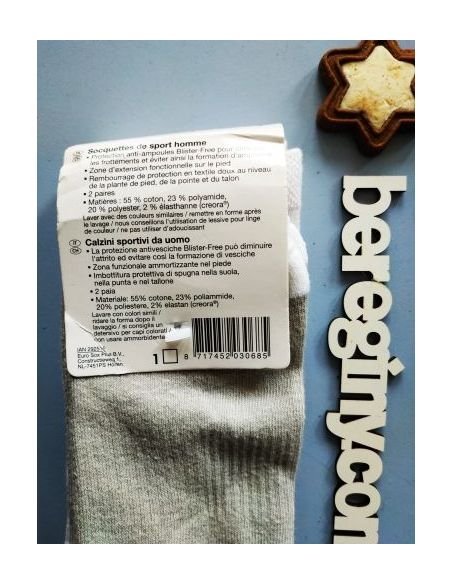 Socquettes de sport homme
• Protection anti-ampoules Blister-Free pour
les frottements et éviter ainsi la formation d'
• Zone d'extension fonctionnelle sur le pied
• Rembourrage de protection en textile doux au niveau
de la plante de pied, de la pointe et du talon
• 2 paires
• Matières : 55 % coton, 23 % polyamide,
20 % polyester, 2 % élasthanne (creora®)
Laver avec des couleurs similaires / remettre en forme après
le lavage / nous conseillons l'utilisation de lessive pour linge
de couleur / ne pas utiliser d'adoucissant
IT
CH
Calzini sportivi da uomo
• La protezione antivesciche Blister-Free può diminuire
l'attrito ed evitare così la formazione di vesciche
• Zona funzionale ammortizzante nel piede
• Imbottitura protettiva di spugna nella suola,
nella punta e nel tallone
• 2 paia
• Materiale: 55% cotone, 23% poliammide,
20% poliestere, 2% elastan (creora®)
Lavare con colori simili /
ridare la forma dopo il
lavaggio / si consiglia un
detersivo per capi colorati /
non usare ammorbidente
IAN
Euro Sox Plus B.V.,
Constructieweg 1,
NL-7451PS Holten
1
8 717452 030685
bereginycom